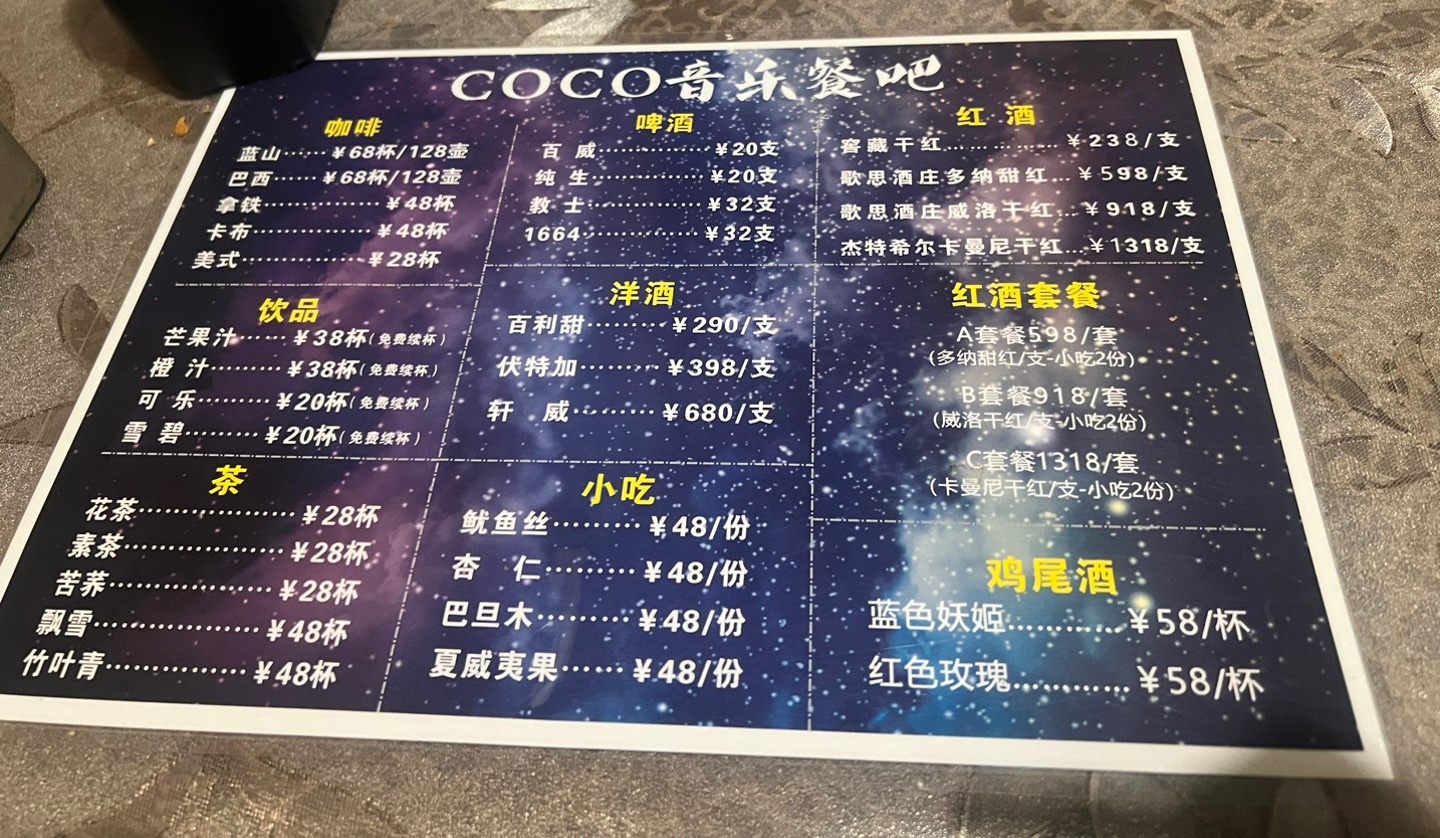 COCO音乐餐吧
咖啡
蓝山……¥68杯/128壶
巴西……¥68杯/128壶
拿铁……………¥48杯
卡布……………¥48杯
美式……………¥28杯
饮品
芒果汁……¥38杯(免费续杯)
橙 汁………¥38杯(免费续杯)
可 乐………¥20杯(免费续杯)
雪 碧………¥20杯(免费续杯)
茶
花茶………………¥28杯
素茶………………¥28杯
苦荞………………¥28杯
飘雪………………¥48杯
竹叶青……………¥48杯
啤酒
百 威……………¥20支
纯 生……………¥20支
教 士……………¥32支
1664……………¥32支
洋酒
百利甜………¥290/支
伏特加………¥398/支
轩 威………¥680/支
小吃
鱿鱼丝………¥48/份
杏 仁………¥48/份
巴旦木………¥48/份
夏威夷果……¥48/份
红 酒
窖藏干红……………¥238/支
歌思酒庄多纳甜红…¥598/支
歌思酒庄威洛干红…¥918/支
杰特希尔卡曼尼干红…¥1318/支
红酒套餐
A套餐598/套
(多纳甜红/支-小吃2份)
B套餐918/套
(威洛干红/支-小吃2份)
C套餐1318/套
(卡曼尼干红/支-小吃2份)
鸡尾酒
蓝色妖姬…………¥58/杯
红色玫瑰…………¥58/杯